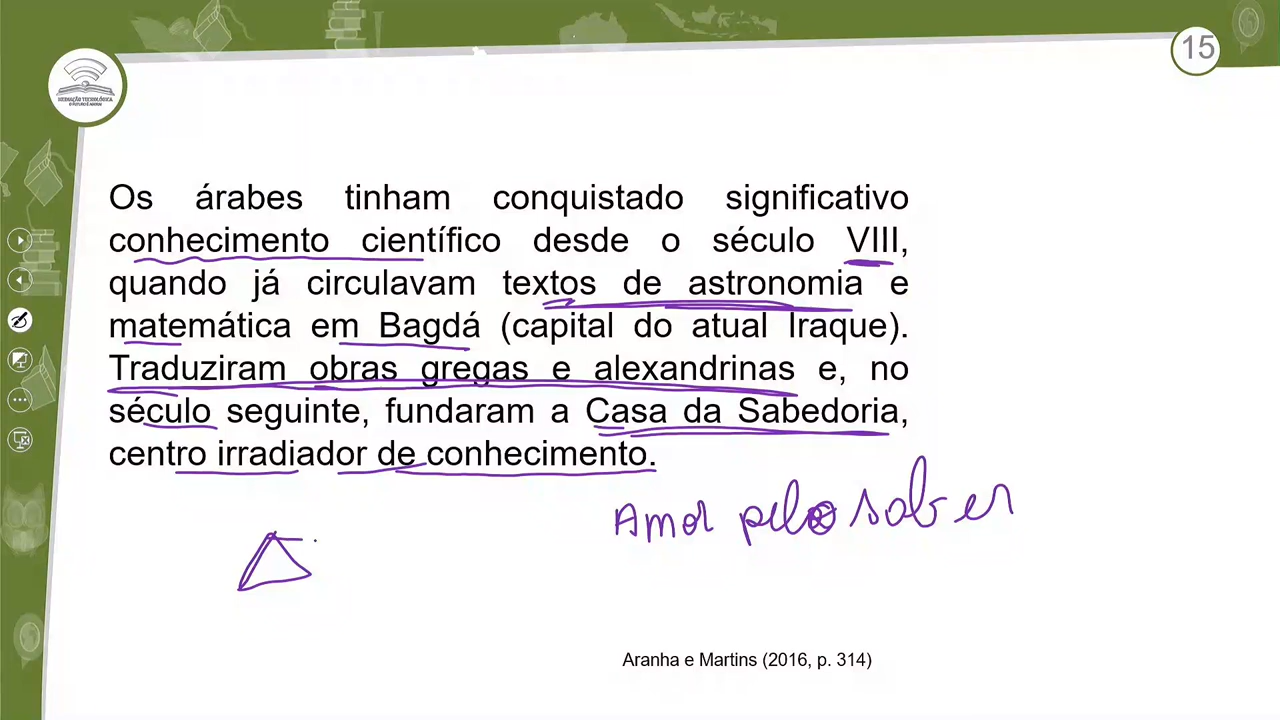 15
MEDIAÇÃO TECNOLÓGICA
Os árabes tinham conquistado significativo
conhecimento científico desde o século VIII,
quando já circulavam textos de astronomia e
matemática em Bagdá (capital do atual Iraque).
Traduziram obras gregas e alexandrinas e, no
século seguinte, fundaram a Casa da Sabedoria,
centro irradiador de conhecimento.
Amor pelo saber
Aranha e Martins (2016, p. 314)